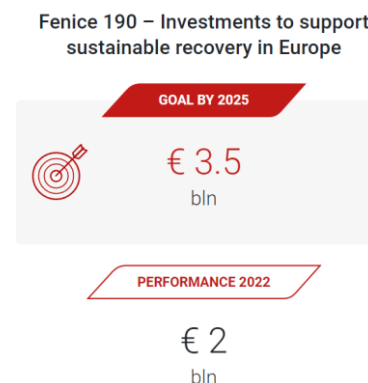 Fenice 190 – Investments to support
sustainable recovery in Europe
GOAL BY 2025
€ 3.5
bln
PERFORMANCE 2022
€ 2
bln